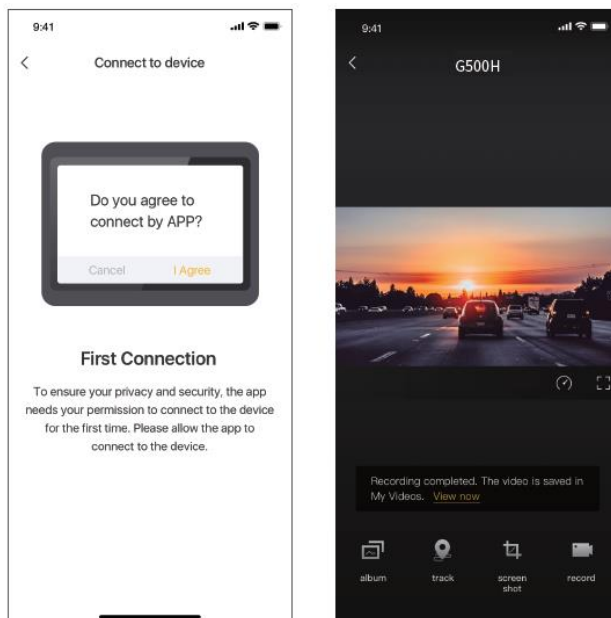 9:41
Connect to device
Do you agree to
connect by APP?
Cancel
I Agree
First Connection
To ensure your privacy and security, the app
needs your permission to connect to the device
for the first time. Please allow the app to
connect to the device.
9:41
G500H
Recording completed. The video is saved in
My Videos. View now
album
track
screen
shot
record